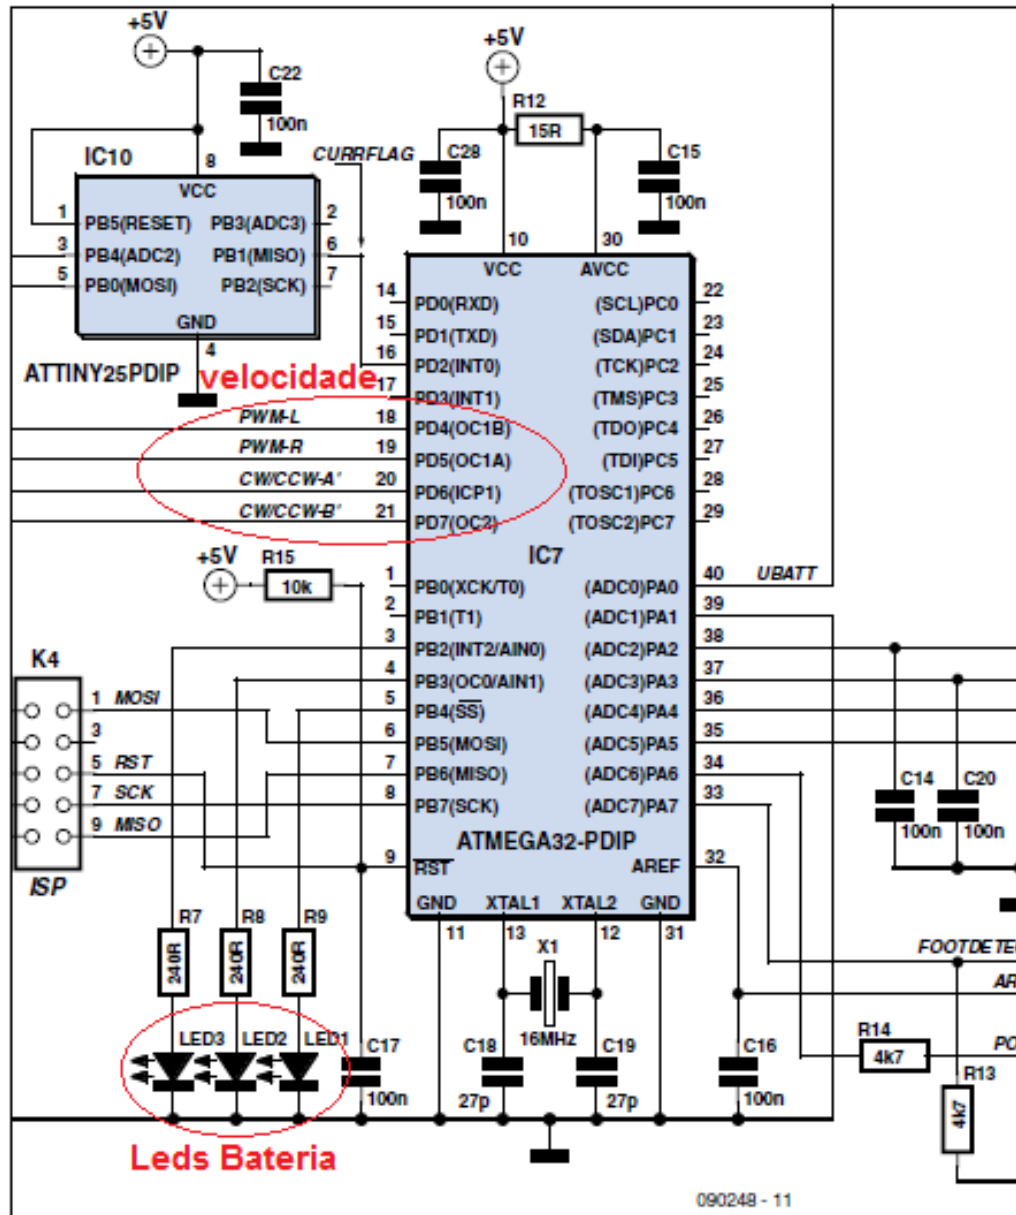 +5V
C22
100n
IC10
8
VCC
1 PB5(RESET) PB3(ADC3) 2
3 PB4(ADC2) PB1(MISO) 6
5 PB0(MOSI) PB2(SCK) 7
GND
4
ATTINY25PDIP
CURRFLAG
+5V
R12
15R
C28
100n
C15
100n
10 30
VCC AVCC
14 PD0(RXD) (SCL)PC0 22
15 PD1(TXD) (SDA)PC1 23
16 PD2(INT0) (TCK)PC2 24
velocidade
17 PD3(INT1) (TMS)PC3 25
PWM-L 18 PD4(OC1B) (TDO)PC4 26
PWM-R 19 PD5(OC1A) (TDI)PC5 27
CW/CCW-A' 20 PD6(ICP1) (TOSC1)PC6 28
CW/CCW-B' 21 PD7(OC2) (TOSC2)PC7 29
IC7
+5V
R15
10k
1 PB0(XCK/T0) (ADC0)PA0 40 UBATT
2 PB1(T1) (ADC1)PA1 39
3 PB2(INT2/AIN0) (ADC2)PA2 38
4 PB3(OC0/AIN1) (ADC3)PA3 37
5 PB4(SS) (ADC4)PA4 36
6 PB5(MOSI) (ADC5)PA5 35
7 PB6(MISO) (ADC6)PA6 34
8 PB7(SCK) (ADC7)PA7 33
ATMEGA32-PDIP
9 RST AREF 32
GND XTAL1 XTAL2 GND
11 13 12 31
K4
1 MOSI
3
5 RST
7 SCK
9 MISO
ISP
C14 C20
100n 100n
R7 R8 R9
240R 240R 240R
X1
16MHz
FOOTDETEC
AR
LED3 LED2 LED1
C17
100n
C18
27p
C19
27p
C16
100n
R14
4k7
PO
R13
4k7
Leds Bateria
090248 - 11